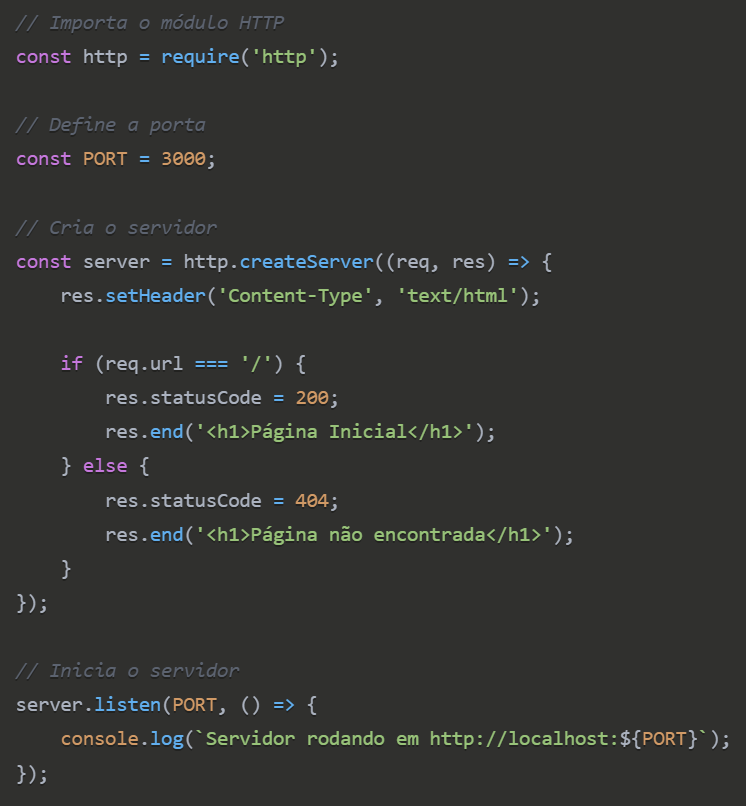 // Importa o módulo HTTP
const http = require('http');
// Define a porta
const PORT = 3000;
// Cria o servidor
const server = http.createServer((req, res) => {
    res.setHeader('Content-Type', 'text/html');
    if (req.url === '/') {
        res.statusCode = 200;
        res.end('<h1>Página Inicial</h1>');
    } else {
        res.statusCode = 404;
        res.end('<h1>Página não encontrada</h1>');
    }
});
// Inicia o servidor
server.listen(PORT, () => {
    console.log(`Servidor rodando em http://localhost:${PORT}`);
});